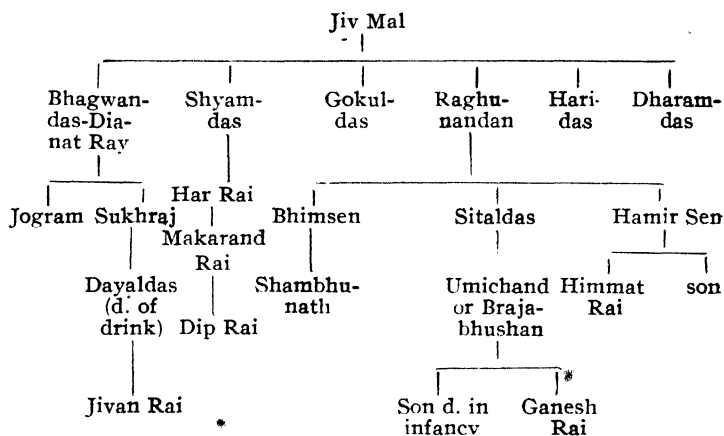 Jiv Mal
Bhagwan- Shyam- Gokul- Raghu- Hari- Dharam-
das-Dia- das das nandan das das
nat Ray
Har Rai
Jogram Sukhraj Bhimsen Sitaldas Hamir Sen
Makarand
Rai
Dayaldas Shambhu- Umichand Himmat son
(d. of nath or Braja- Rai
drink) Dip Rai bhushan
Jivan Rai Son d. in Ganesh
infancy Rai